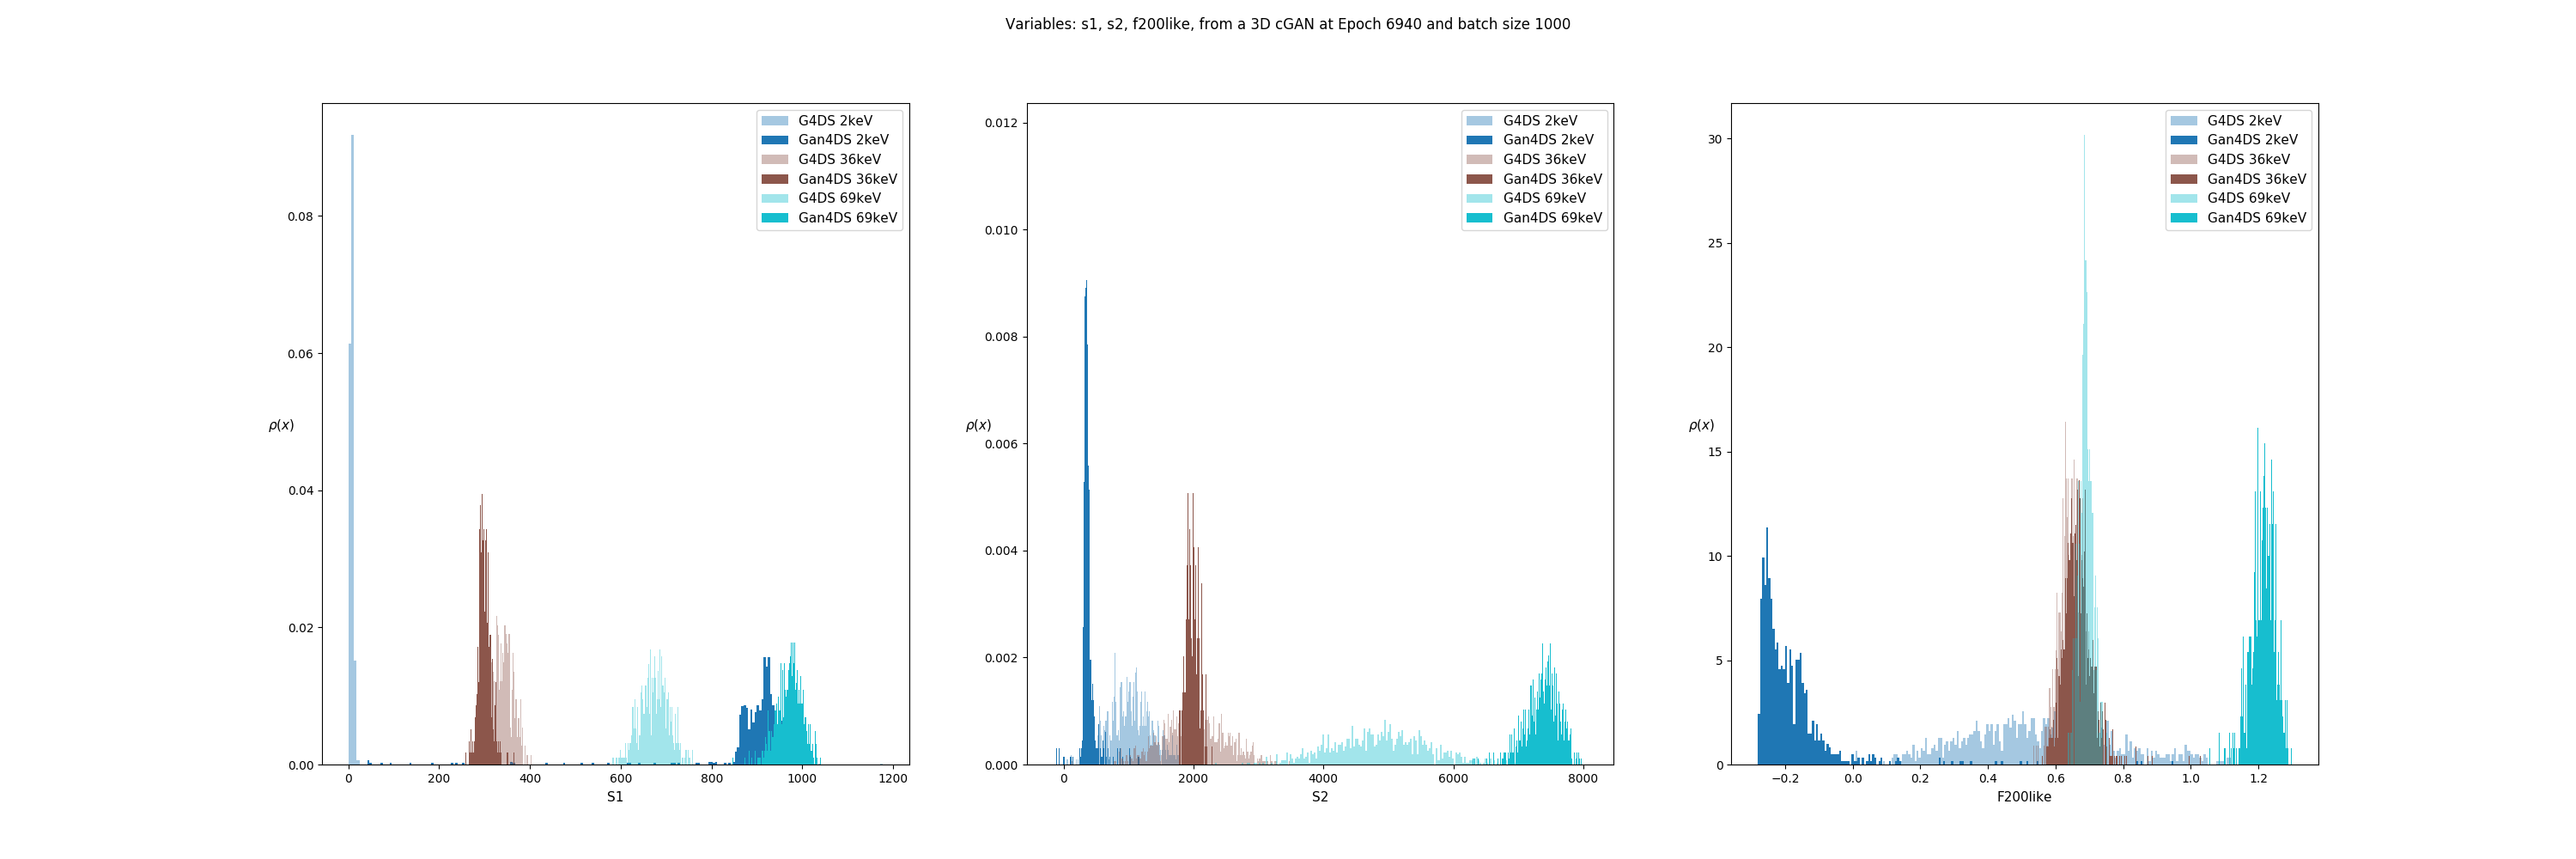 Variables: s1, s2, f200like, from a 3D cGAN at Epoch 6940 and batch size 1000
G4DS 2keV
Gan4DS 2keV
G4DS 36keV
Gan4DS 36keV
G4DS 69keV
Gan4DS 69keV
0.08
0.06
0.04
0.02
0.00
ρ(x)
0
200
400
600
800
1000
1200
S1
G4DS 2keV
Gan4DS 2keV
G4DS 36keV
Gan4DS 36keV
G4DS 69keV
Gan4DS 69keV
0.012
0.010
0.008
0.006
0.004
0.002
0.000
ρ(x)
0
2000
4000
6000
8000
S2
G4DS 2keV
Gan4DS 2keV
G4DS 36keV
Gan4DS 36keV
G4DS 69keV
Gan4DS 69keV
30
25
20
15
10
5
0
ρ(x)
−0.2
0.0
0.2
0.4
0.6
0.8
1.0
1.2
F200like